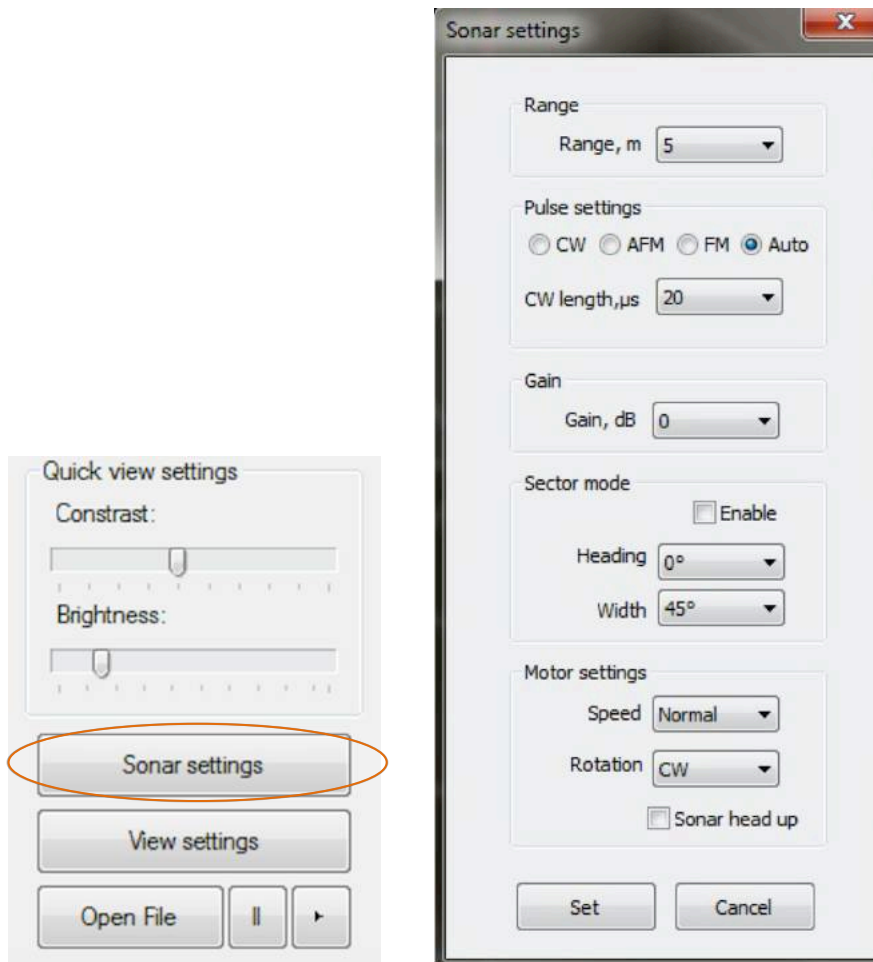 Quick view settings
Constrast:
Brightness:
Sonar settings
View settings
Open File
Sonar settings
Range
Range, m 5
Pulse settings
CW AFM FM Auto
CW length,µs 20
Gain
Gain, dB 0
Sector mode
Enable
Heading 0°
Width 45°
Motor settings
Speed Normal
Rotation CW
Sonar head up
Set Cancel